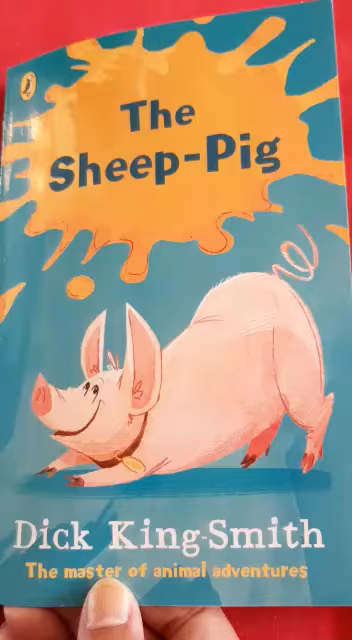 The
Sheep-Pig
Dick King-Smith
The master of animal adventures